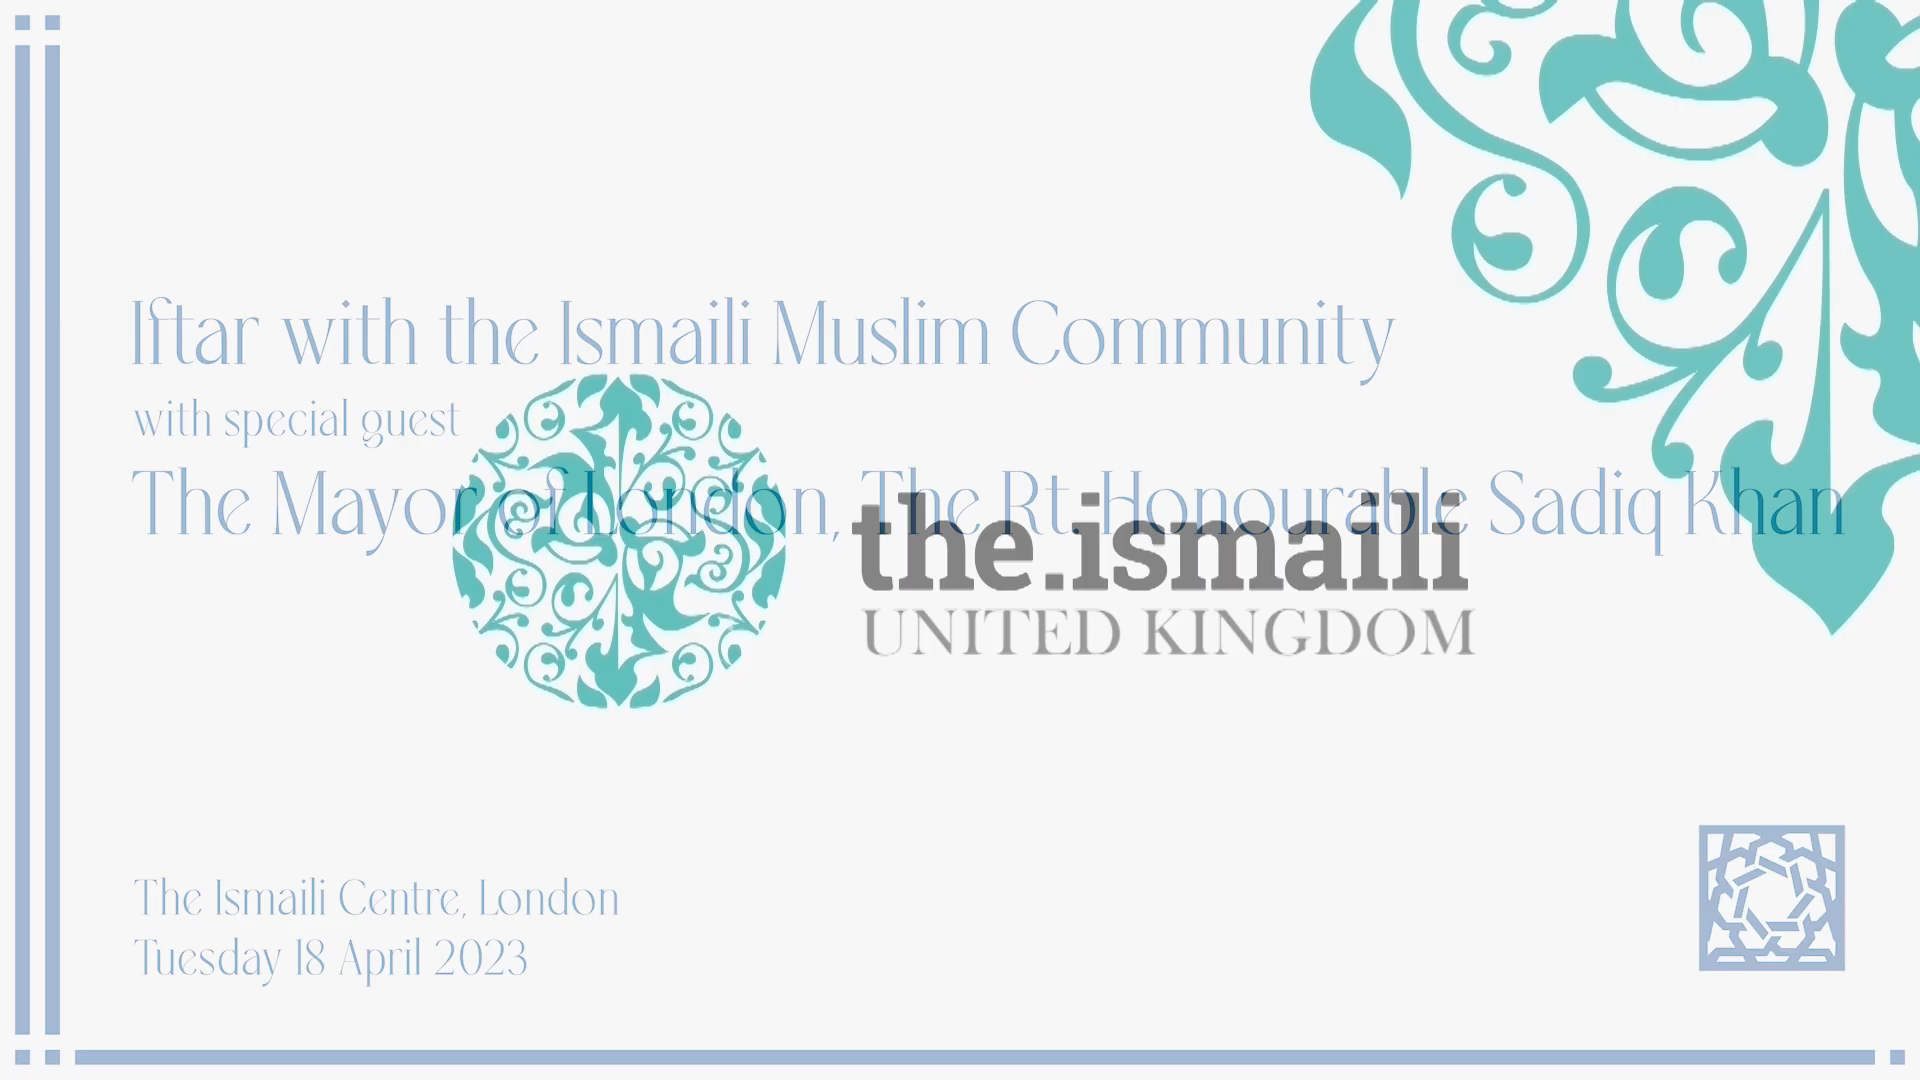 Iftar with the Ismaili Muslim Community
with special guest
The Mayor of London, The Rt Honourable Sadiq Khan
the.ismaili
UNITED KINGDOM
The Ismaili Centre, London
Tuesday 18 April 2023